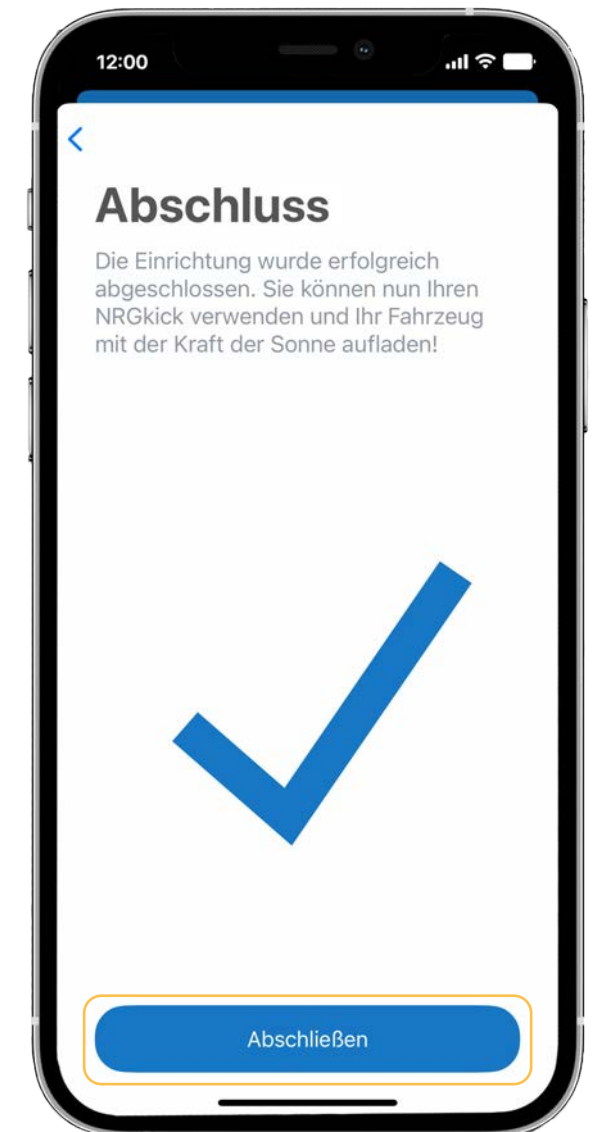 12:00
Abschluss
Die Einrichtung wurde erfolgreich
abgeschlossen. Sie können nun Ihren
NRGkick verwenden und Ihr Fahrzeug
mit der Kraft der Sonne aufladen!
Abschließen